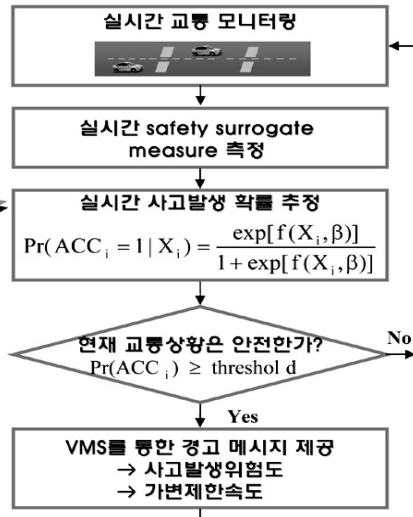 실시간 교통 모니터링
실시간 safety surrogate
measure 측정
실시간 사고발생 확률 추정
Pr(ACC_i = 1 | X_i) = exp[f(X_i, β)] / 1 + exp[f(X_i, β)]
현재 교통상황은 안전한가?
Pr(ACC_i) ≥ threshol d
No
Yes
VMS를 통한 경고 메시지 제공
→ 사고발생위험도
→ 가변제한속도